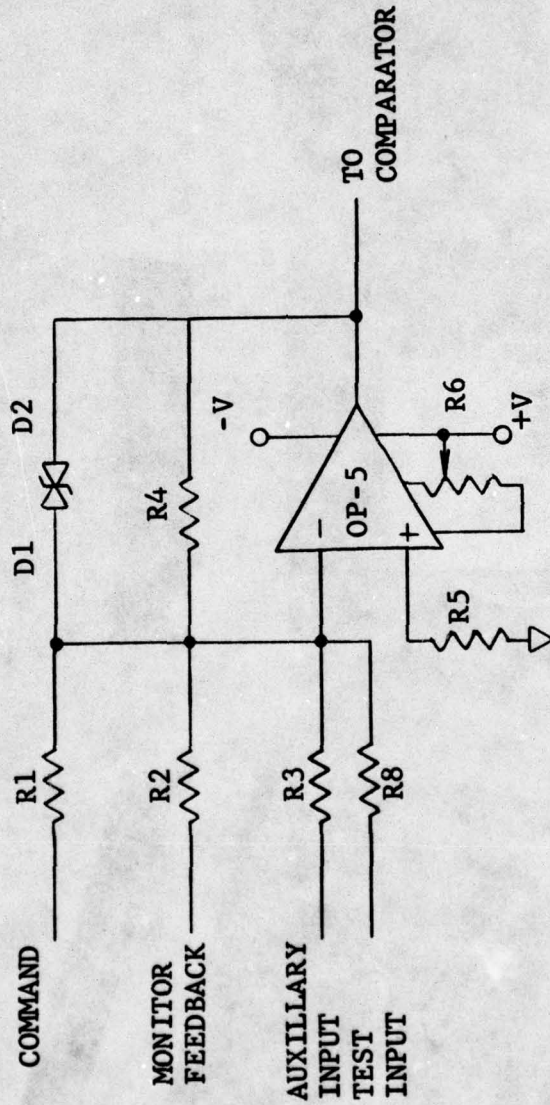 COMMAND
R1
D1
D2
MONITOR
FEEDBACK
R2
R4
-V
TO
COMPARATOR
AUXILLARY
INPUT
TEST
INPUT
R3
R8
−
OP-5
+
R6
+V
R5